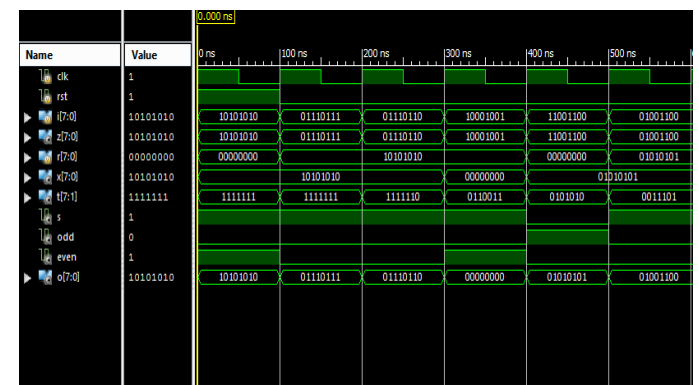 0.000 ns
Name Value 0 ns 100 ns 200 ns 300 ns 400 ns 500 ns
clk 1
rst 1
i[7:0] 10101010 10101010 01110111 01110110 10001001 11001100 01001100
z[7:0] 10101010 10101010 01110111 01110110 10001001 11001100 01001100
r[7:0] 00000000 00000000 10101010 00000000 01010101
x[7:0] 10101010 10101010 00000000 01010101
t[7:1] 1111111 1111111 1111111 1111110 0110011 0101010 0011101
s 1
odd 0
even 1
o[7:0] 10101010 10101010 01110111 01110110 00000000 01010101 01001100